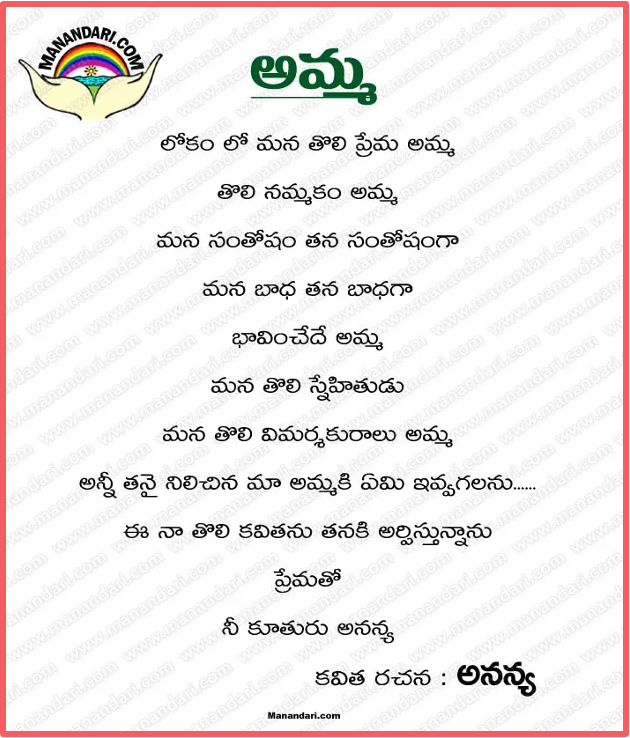 MANANDARI.COM
అమ్మ
లోకం లో మన తొలి ప్రేమ అమ్మ
తొలి నమ్మకం అమ్మ
మన సంతోషం తన సంతోషంగా
మన బాధ తన బాధగా
భావించేదే అమ్మ
మన తొలి స్నేహితుడు
మన తొలి విమర్శకురాలు అమ్మ
అన్నీ తనై నిలిచిన మా అమ్మకి ఏమి ఇవ్వగలను......
ఈ నా తొలి కవితను తనకి అర్పిస్తున్నాను
ప్రేమతో
నీ కూతురు అనన్య
కవిత రచన : అనన్య
Manandari.com